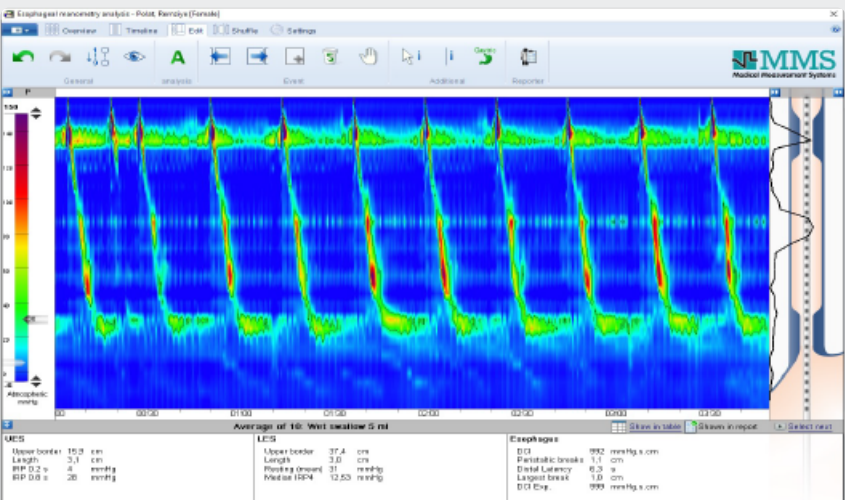 Esophageal manometry analysis - Polat, Remziye [Female]
Overview Timeline Edit Shuffle Settings
A
General analysis Event Additional Reporter
MMS
Medical Measurement Systems
P
150
Atmospheric
mmHg
00:30 01:00 01:30 02:00 02:30 03:00 03:30
Average of 10: Wet swallow 5 ml Show in table Shown in report Select next
UES
Upper border 15,9 cm
Length 3,1 cm
IRP 0.2 s 4 mmHg
IRP 0.8 s 28 mmHg
LES
Upper border 37,4 cm
Length 3,0 cm
Resting (mean) 31 mmHg
Median IRP4 12,53 mmHg
Esophagus
DCI 992 mmHg.s.cm
Peristaltic breaks 1,1 cm
Distal Latency 6,3 s
Largest break 1,0 cm
DCI Exp. 999 mmHg.s.cm